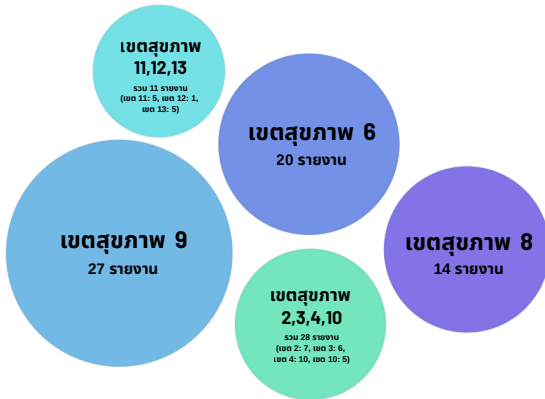 เขตสุขภาพ
11,12,13
รวม 11 รายงาน
(เขต 11: 5, เขต 12: 1,
เขต 13: 5)
เขตสุขภาพ 6
20 รายงาน
เขตสุขภาพ 9
27 รายงาน
เขตสุขภาพ 8
14 รายงาน
เขตสุขภาพ
2,3,4,10
รวม 28 รายงาน
(เขต 2: 7, เขต 3: 6,
เขต 4: 10, เขต 10: 5)